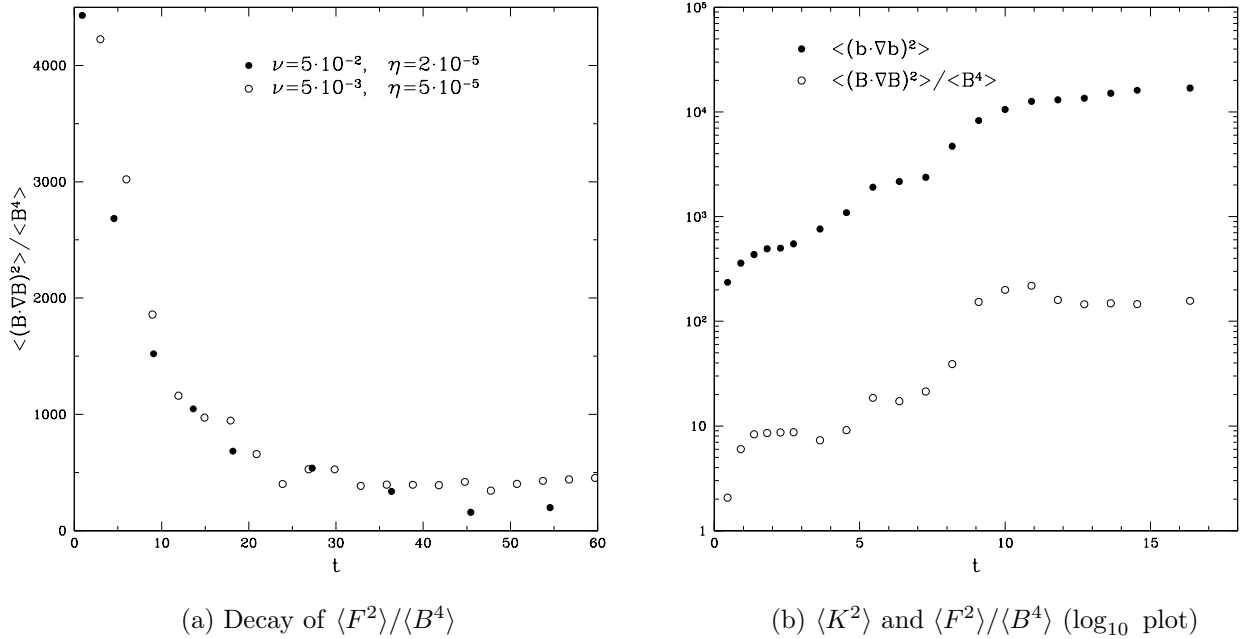 <(B·∇B)²>/<B⁴>
4000
3000
2000
1000
0
● ν=5·10⁻², η=2·10⁻⁵
○ ν=5·10⁻³, η=5·10⁻⁵
0 10 20 30 40 50 60
t
(a) Decay of ⟨F²⟩/⟨B⁴⟩
10⁵
10⁴
10³
10²
10
1
● <(b·∇b)²>
○ <(B·∇B)²>/<B⁴>
0 5 10 15
t
(b) ⟨K²⟩ and ⟨F²⟩/⟨B⁴⟩ (log₁₀ plot)